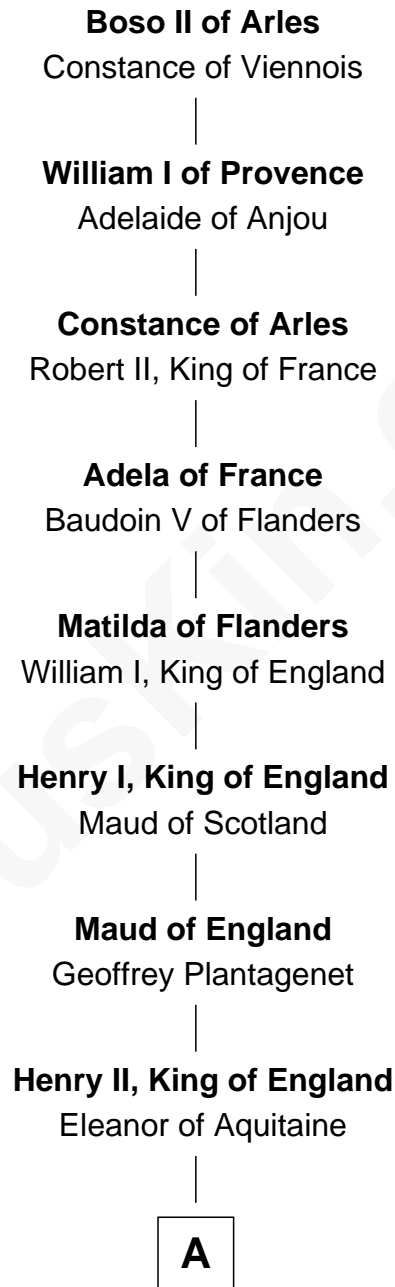 Boso II of Arles
Constance of Viennois
William I of Provence
Adelaide of Anjou
Constance of Arles
Robert II, King of France
Adela of France
Baudoin V of Flanders
Matilda of Flanders
William I, King of England
Henry I, King of England
Maud of Scotland
Maud of England
Geoffrey Plantagenet
Henry II, King of England
Eleanor of Aquitaine
A